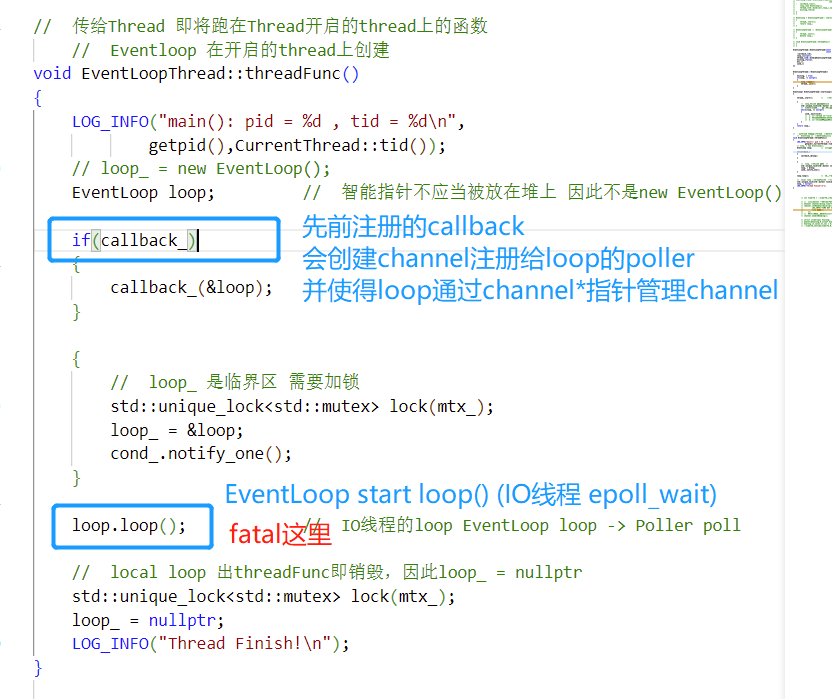 // 传给Thread 即将跑在Thread开启的thread上的函数
// Eventloop 在开启的thread上创建
void EventLoopThread::threadFunc()
{
LOG_INFO("main(): pid = %d , tid = %d\n",
getpid(),CurrentThread::tid());
// loop_ = new EventLoop();
EventLoop loop; // 智能指针不应当被放在堆上 因此不是new EventLoop()
先前注册的callback
if(callback_)
会创建channel注册给loop的poller
{
callback_(&loop);
并使得loop通过channel*指针管理channel
}
{
// loop_ 是临界区 需要加锁
std::unique_lock<std::mutex> lock(mtx_);
loop_ = &loop;
cond_.notify_one();
}
EventLoop start loop() (IO线程 epoll_wait)
loop.loop(); // IO线程的loop EventLoop loop -> Poller poll
fatal这里
// local loop 出threadFunc即销毁，因此loop_ = nullptr
std::unique_lock<std::mutex> lock(mtx_);
loop_ = nullptr;
LOG_INFO("Thread Finish!\n");
}